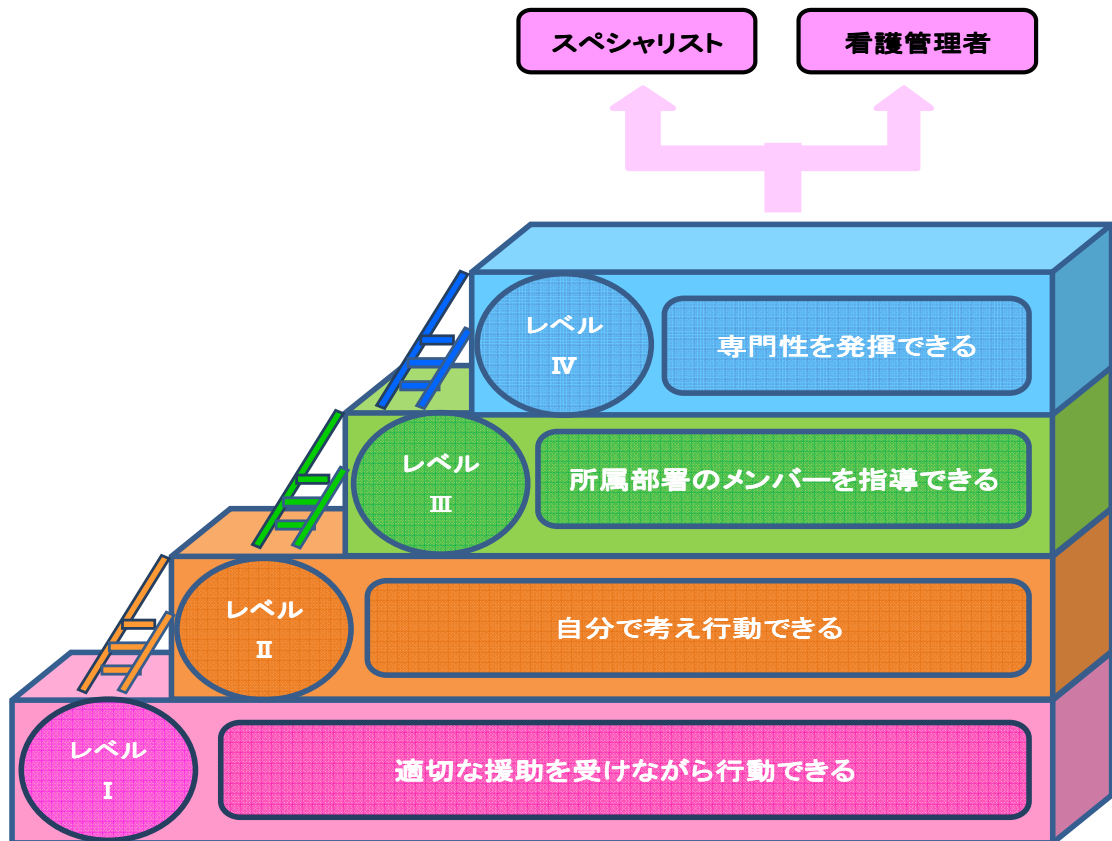 スペシャリスト
看護管理者
レベル
Ⅳ
専門性を発揮できる
レベル
Ⅲ
所属部署のメンバーを指導できる
レベル
Ⅱ
自分で考え行動できる
レベル
Ⅰ
適切な援助を受けながら行動できる